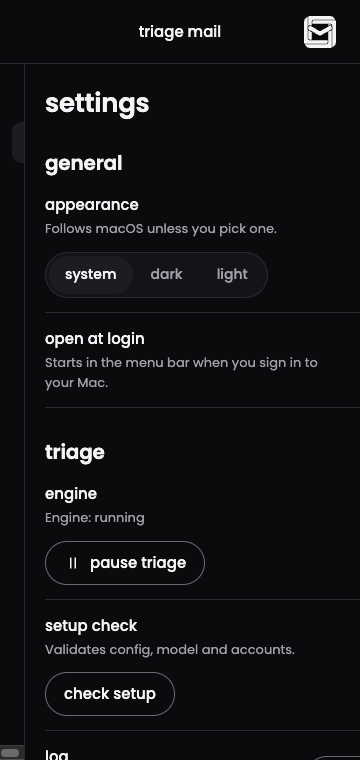 triage mail
settings
general
appearance
Follows macOS unless you pick one.
system dark light
open at login
Starts in the menu bar when you sign in to
your Mac.
triage
engine
Engine: running
pause triage
setup check
Validates config, model and accounts.
check setup
log